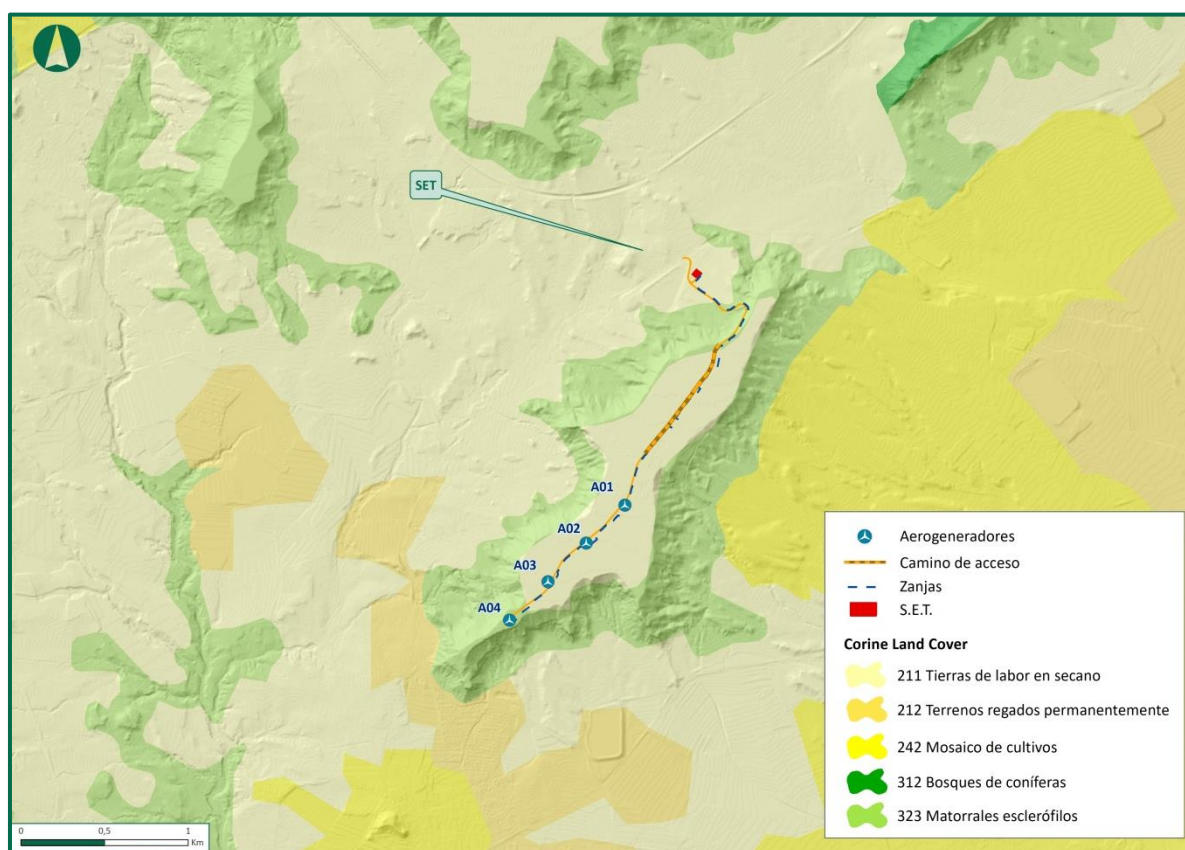 SET
A01
A02
A03
A04
Aerogeneradores
Camino de acceso
Zanjas
S.E.T.
Corine Land Cover
211 Tierras de labor en secano
212 Terrenos regados permanentemente
242 Mosaico de cultivos
312 Bosques de coníferas
323 Matorrales esclerófilos
0 0,5 1
Km